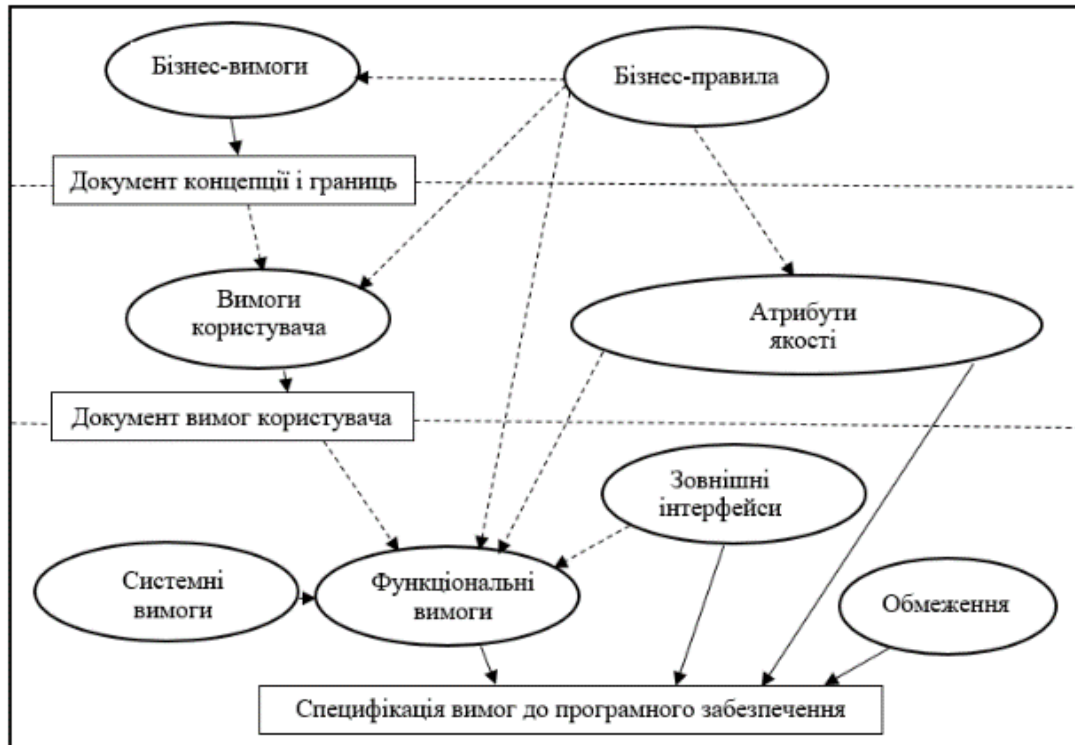 Бізнес-вимоги
Бізнес-правила
Документ концепції і границь
Вимоги
користувача
Атрибути
якості
Документ вимог користувача
Зовнішні
інтерфейси
Системні
вимоги
Функціональні
вимоги
Обмеження
Специфікація вимог до програмного забезпечення